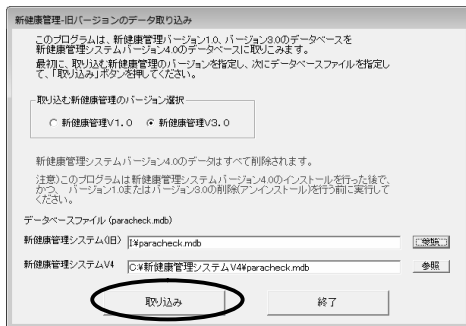 新健康管理-旧バージョンのデータ取り込み
このプログラムは、新健康管理バージョン1.0、バージョン3.0のデータベースを
新健康管理システムバージョン4.0のデータベースに取りこみます。
最初に、取り込む新健康管理のバージョンを指定し、次にデータベースファイルを指定し
て、「取り込み」ボタンを押してください。
取り込む新健康管理のバージョン選択
新健康管理V1.0 新健康管理V3.0
新健康管理システムバージョン4.0のデータはすべて削除されます。
注意)このプログラムは新健康管理システムバージョン4.0のインストールを行った後で、
かつ、 バージョン1.0またはバージョン3.0の削除(アンインストール)を行う前に実行して
ください。
データベースファイル (paracheck.mdb)
新健康管理システム(旧) I:¥paracheck.mdb 参照
新健康管理システムV4 C:¥新健康管理システムV4¥paracheck.mdb 参照
取り込み 終了